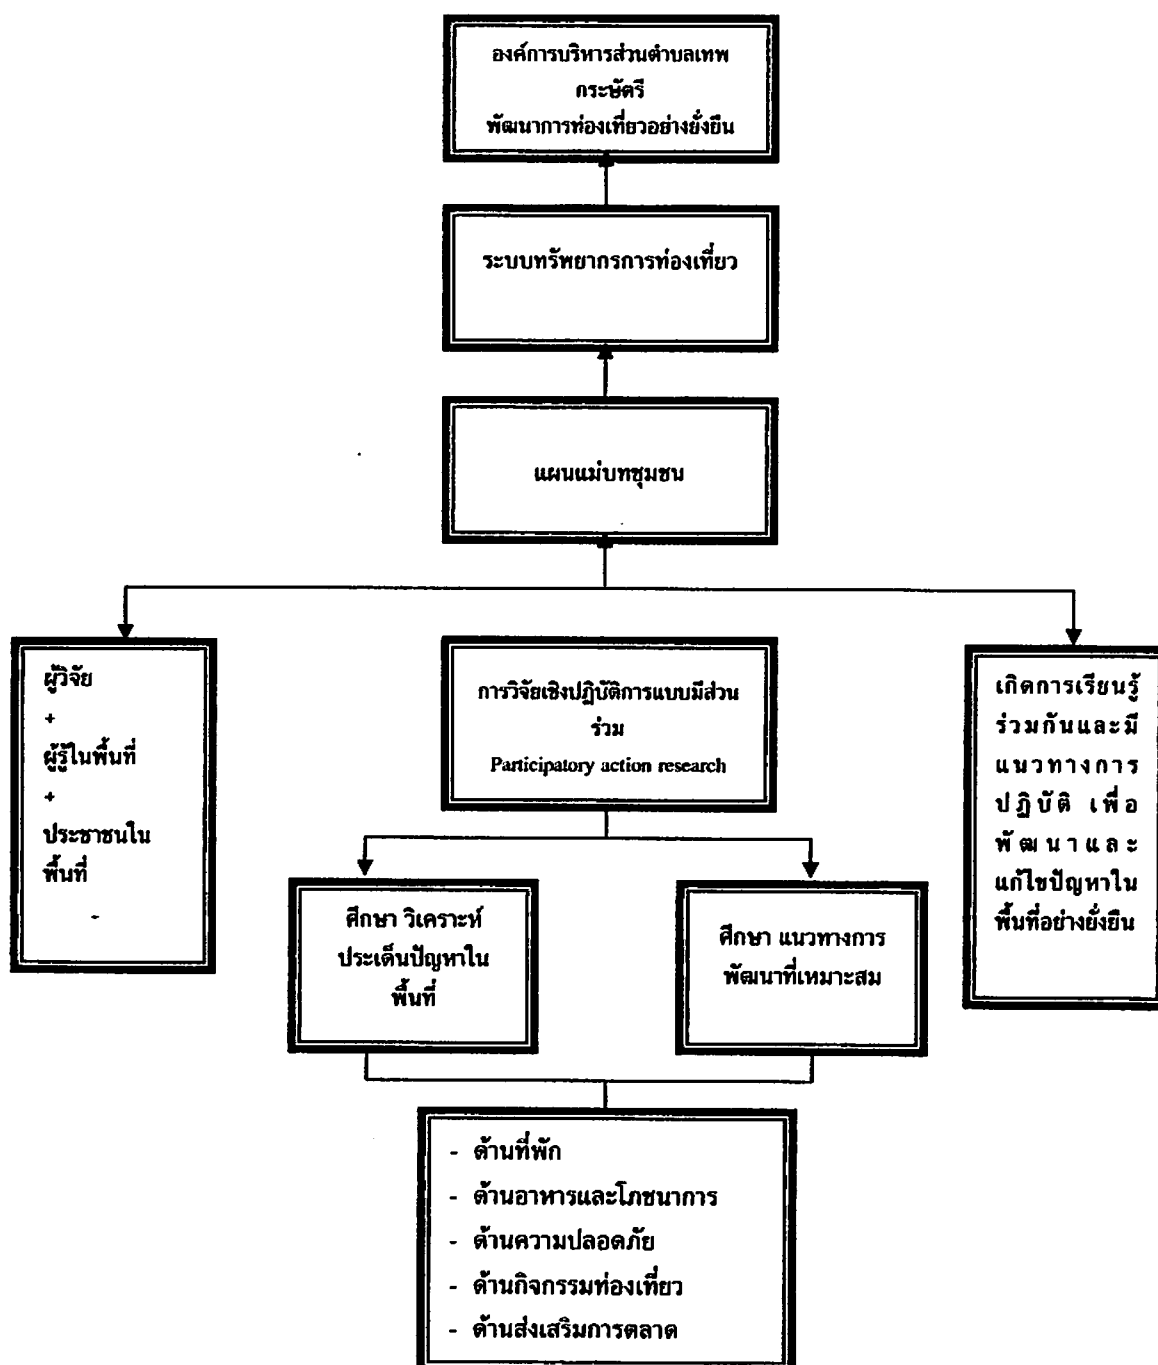 องค์การบริหารส่วนตำบลเทพ
กระษัตรี
พัฒนาการท่องเที่ยวอย่างยั่งยืน
ระบบทรัพยากรการท่องเที่ยว
แผนแม่บทชุมชน
ผู้วิจัย
+
ผู้รู้ในพื้นที่
+
ประชาชนใน
พื้นที่
การวิจัยเชิงปฏิบัติการแบบมีส่วน
ร่วม
Participatory action research
เกิดการเรียนรู้
ร่วมกันและมี
แนวทางการ
ปฏิบัติ เพื่อ
พัฒนาและ
แก้ไขปัญหาใน
พื้นที่อย่างยั่งยืน
ศึกษา วิเคราะห์
ประเด็นปัญหาใน
พื้นที่
ศึกษา แนวทางการ
พัฒนาที่เหมาะสม
- ด้านที่พัก
- ด้านอาหารและโภชนาการ
- ด้านความปลอดภัย
- ด้านกิจกรรมท่องเที่ยว
- ด้านส่งเสริมการตลาด